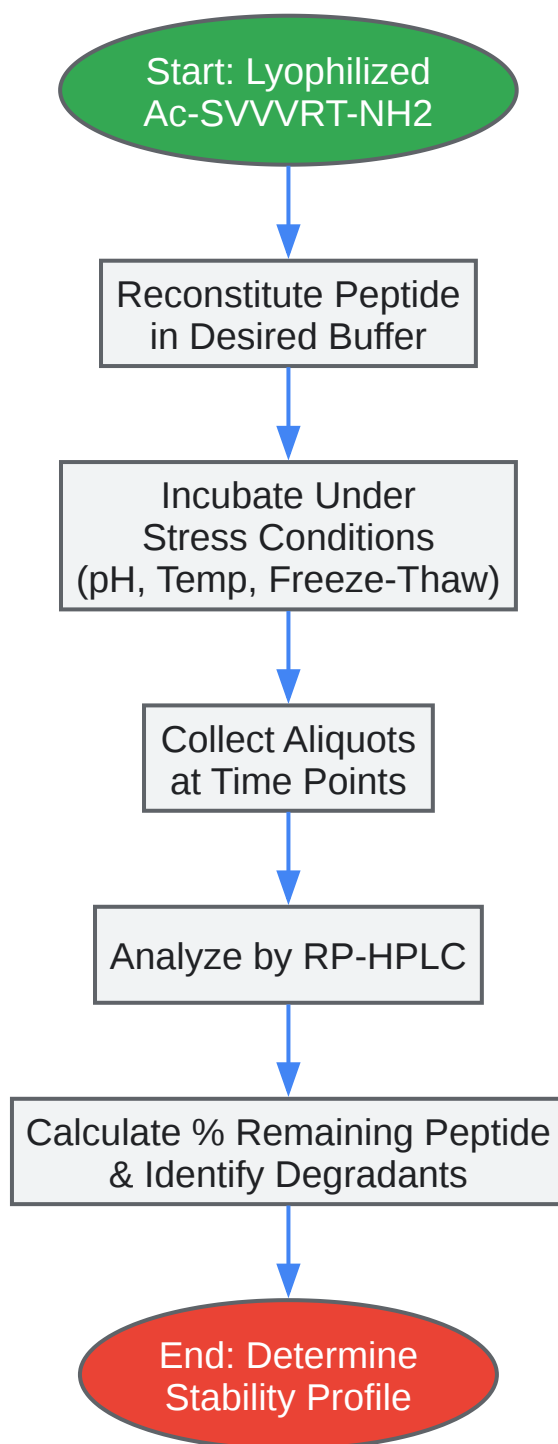 Start: Lyophilized
Ac-SVVVRT-NH2
Reconstitute Peptide
in Desired Buffer
Incubate Under
Stress Conditions
(pH, Temp, Freeze-Thaw)
Collect Aliquots
at Time Points
Analyze by RP-HPLC
Calculate % Remaining Peptide
& Identify Degradants
End: Determine
Stability Profile